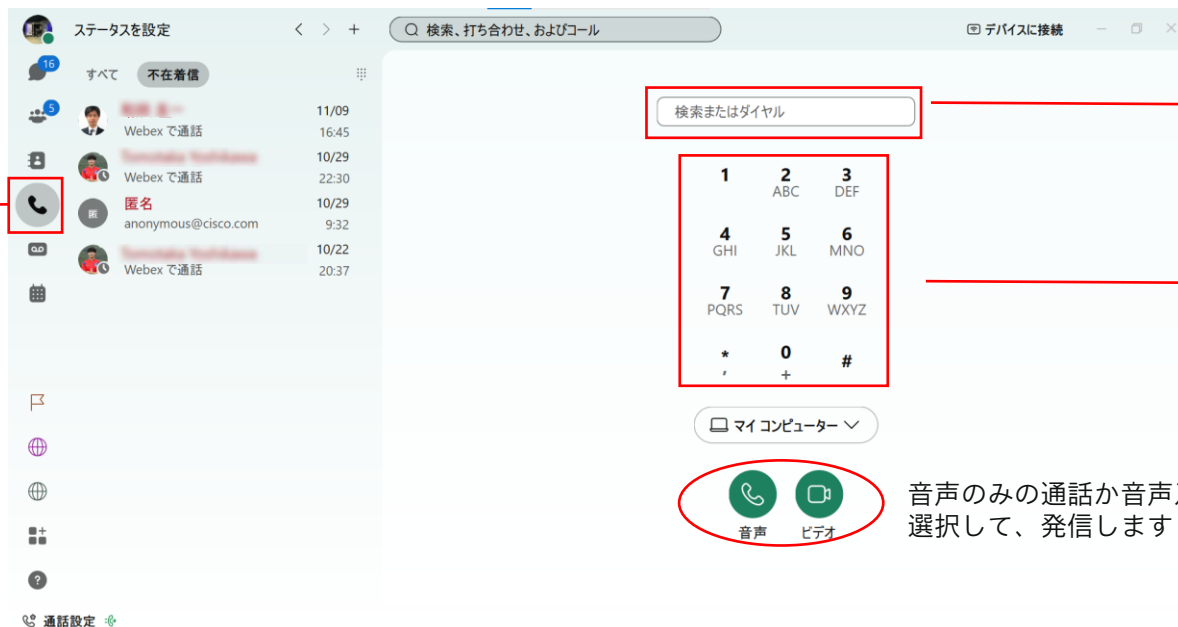 ステータスを設定
検索、打ち合わせ、およびコール
デバイスに接続
16
すべて 不在着信
5
11/09
Webex で通話 16:45
10/29
Webex で通話 22:30
匿
匿名 10/29
anonymous@cisco.com 9:32
10/22
Webex で通話 20:37
検索またはダイヤル
1 2 3
ABC DEF
4 5 6
GHI JKL MNO
7 8 9
PQRS TUV WXYZ
* 0 #
, +
マイ コンピューター
音声 ビデオ
音声のみの通話か音声
選択して、発信します
通話設定